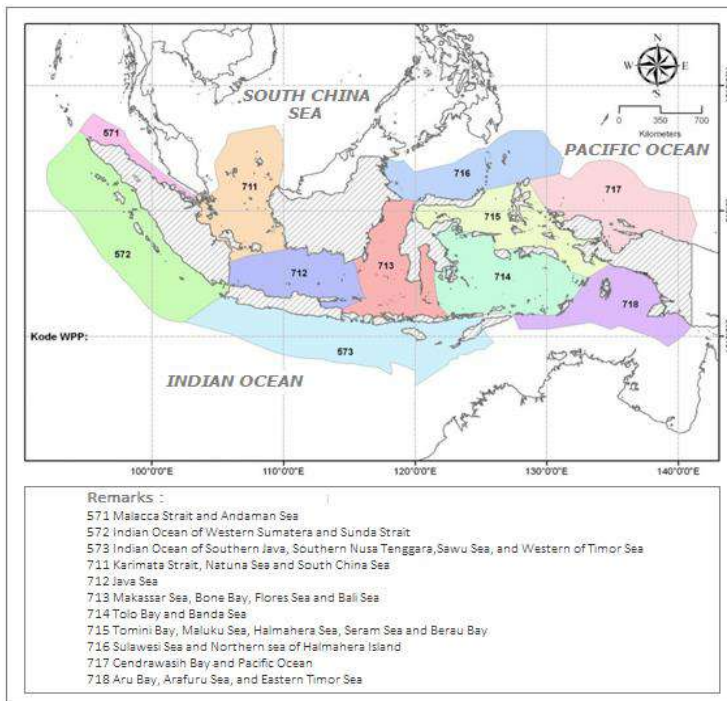 N
W E
S
SOUTH CHINA
SEA
0 350 700
Kilometers
PACIFIC OCEAN
571
716
711
717
715
572
712
713
714
718
Kode WPP:
573
INDIAN OCEAN
100°0'0"E 110°0'0"E 120°0'0"E 130°0'0"E 140°0'0"E
Remarks :
571 Malacca Strait and Andaman Sea
572 Indian Ocean of Western Sumatera and Sunda Strait
573 Indian Ocean of Southern Java, Southern Nusa Tenggara,Sawu Sea, and Western of Timor Sea
711 Karimata Strait, Natuna Sea and South China Sea
712 Java Sea
713 Makassar Sea, Bone Bay, Flores Sea and Bali Sea
714 Tolo Bay and Banda Sea
715 Tomini Bay, Maluku Sea, Halmahera Sea, Seram Sea and Berau Bay
716 Sulawesi Sea and Northern sea of Halmahera Island
717 Cendrawasih Bay and Pacific Ocean
718 Aru Bay, Arafuru Sea, and Eastern Timor Sea